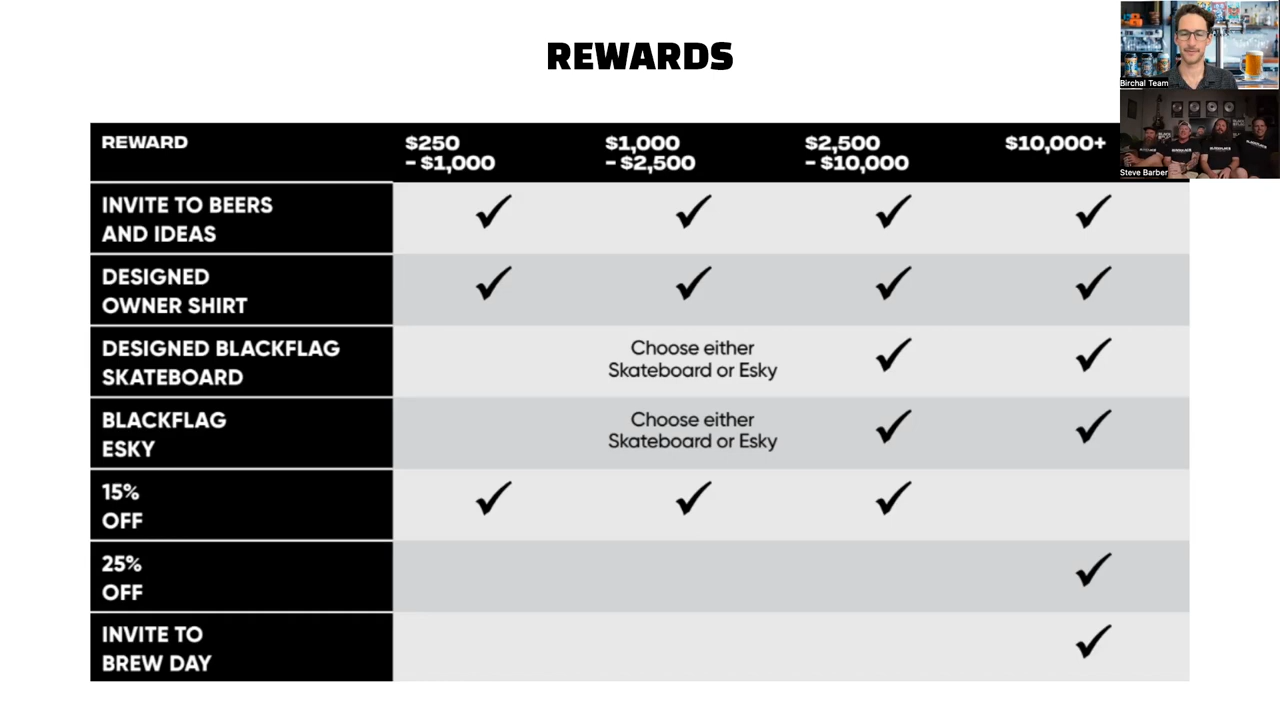 REWARDS
Birchal Team
Steve Barber
REWARD
$250
– $1,000
$1,000
– $2,500
$2,500
– $10,000
$10,000+
INVITE TO BEERS
AND IDEAS
DESIGNED
OWNER SHIRT
DESIGNED BLACKFLAG
SKATEBOARD
Choose either
Skateboard or Esky
BLACKFLAG
ESKY
Choose either
Skateboard or Esky
15%
OFF
25%
OFF
INVITE TO
BREW DAY